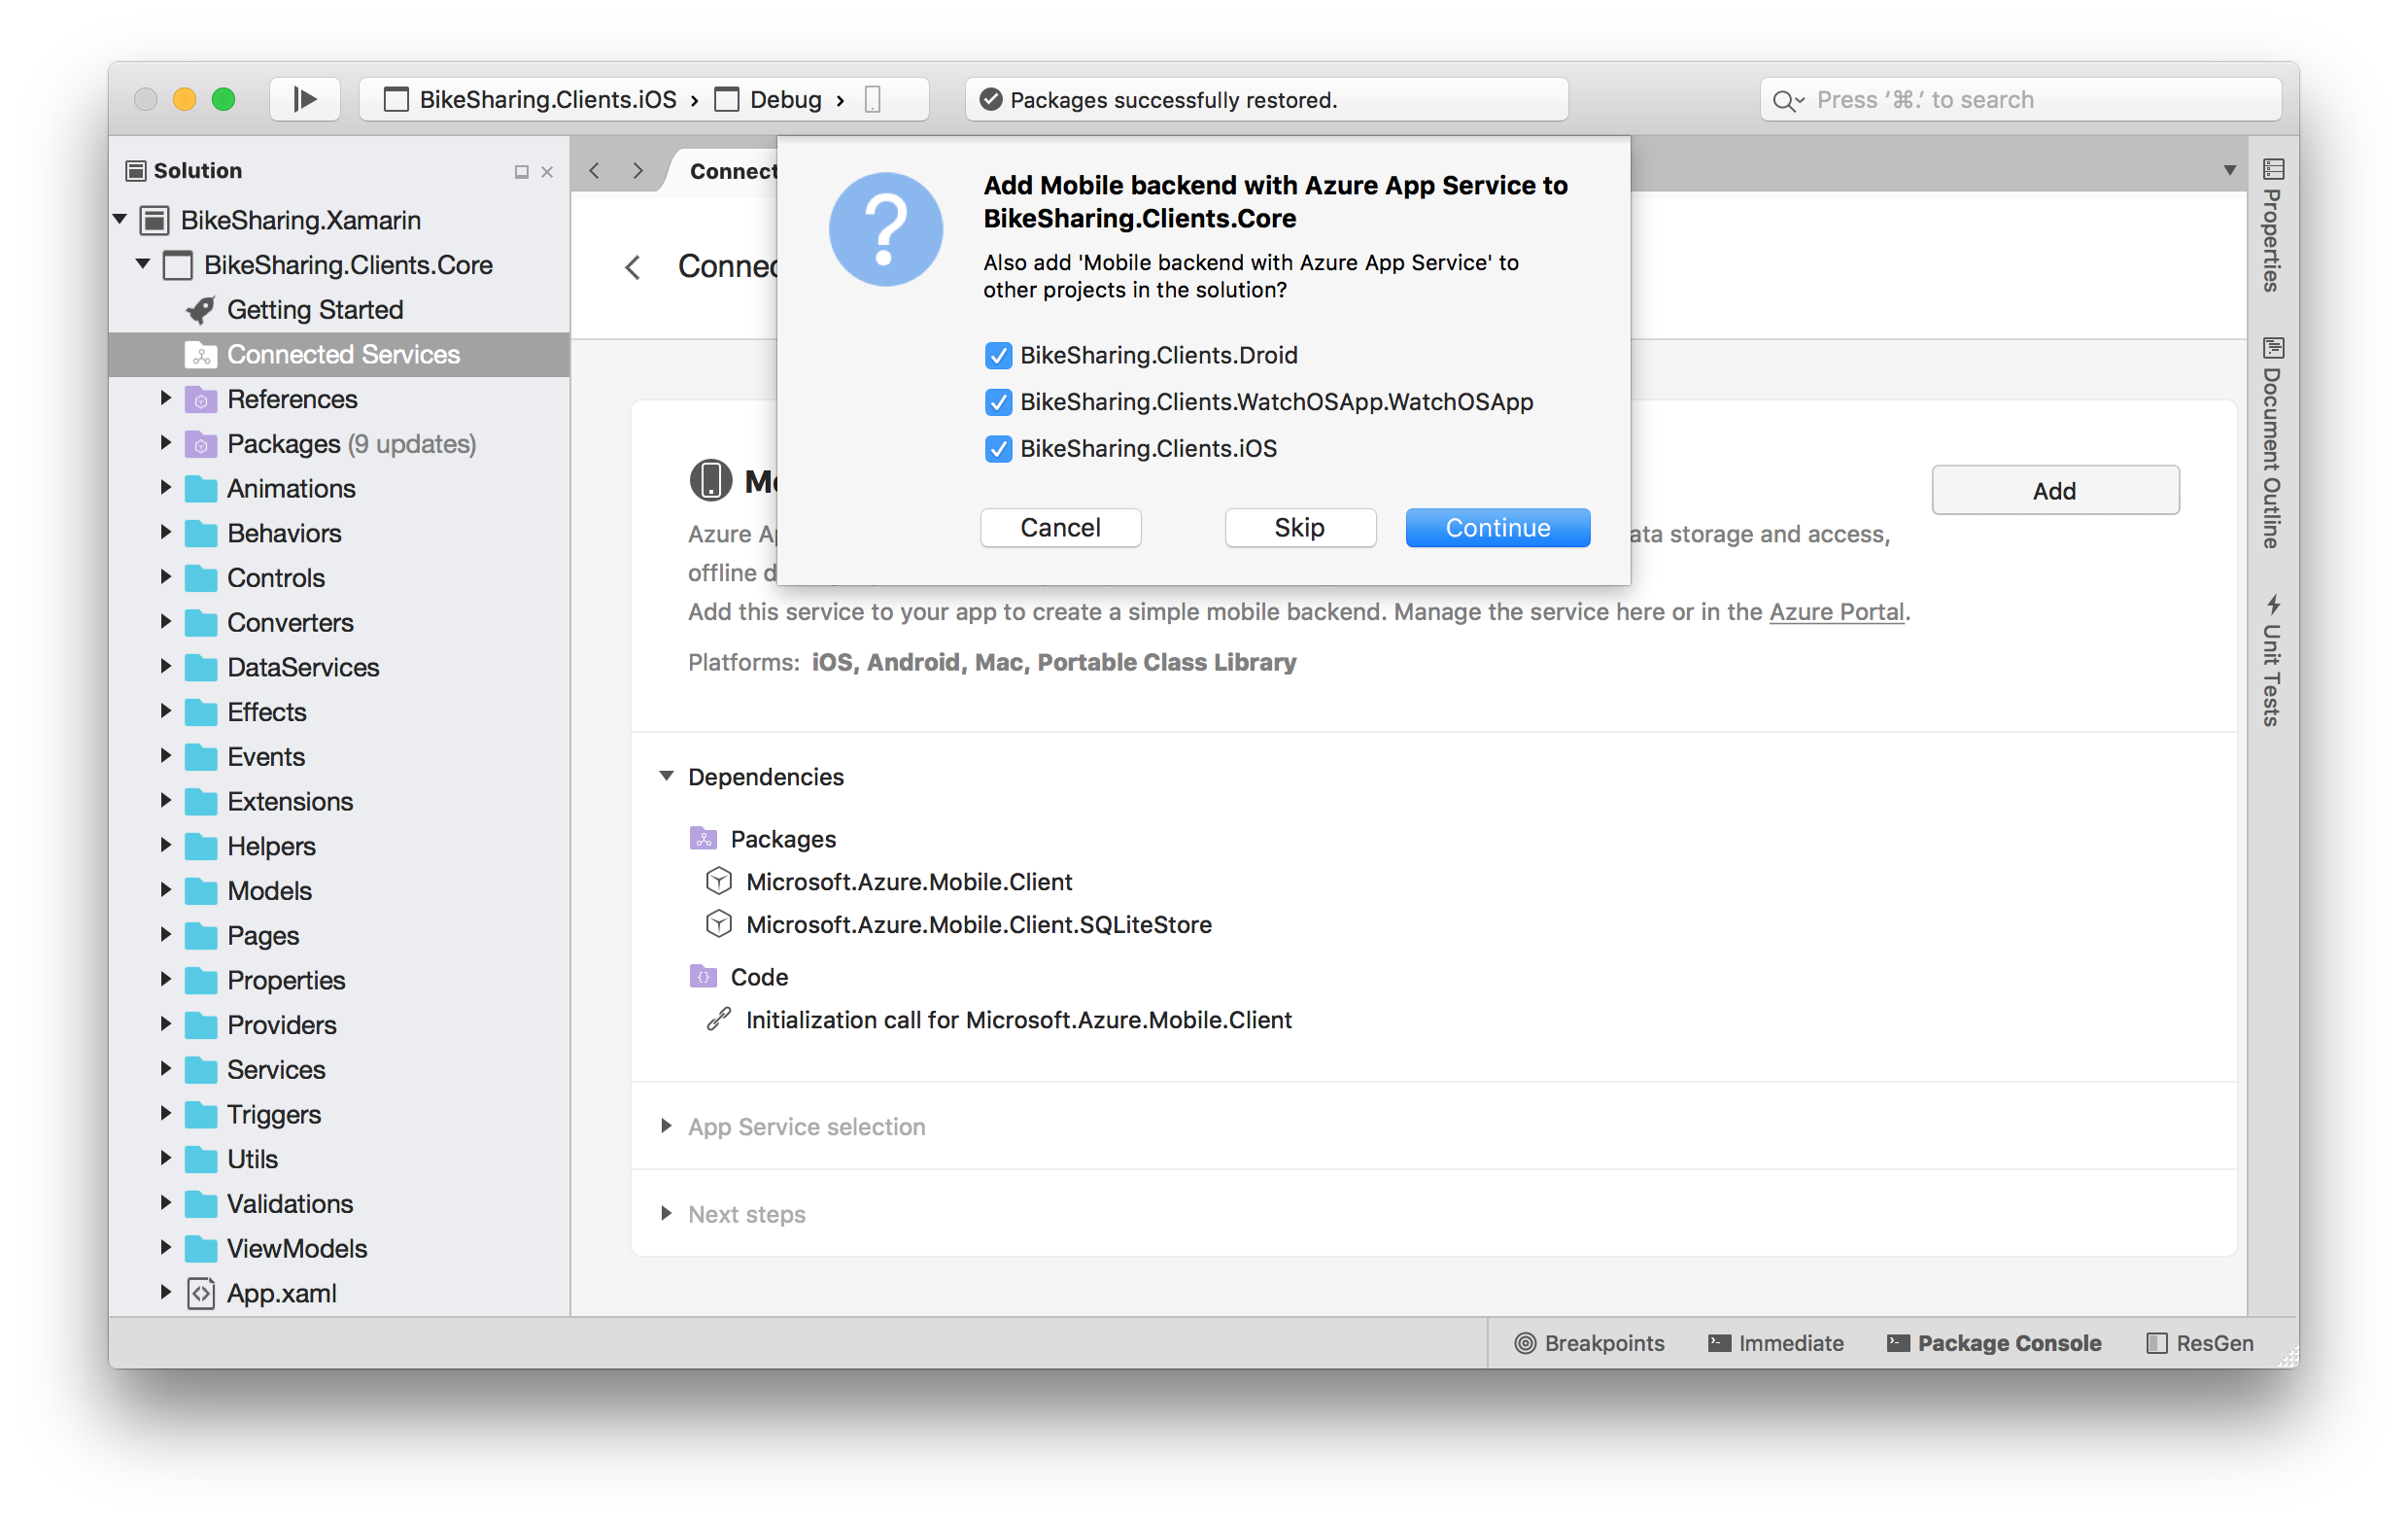 BikeSharing.Clients.iOS › Debug ›
Packages successfully restored.
Press ‘⌘.’ to search
Solution
BikeSharing.Xamarin
BikeSharing.Clients.Core
Getting Started
Connected Services
References
Packages (9 updates)
Animations
Behaviors
Controls
Converters
DataServices
Effects
Events
Extensions
Helpers
Models
Pages
Properties
Providers
Services
Triggers
Utils
Validations
ViewModels
App.xaml
Add Mobile backend with Azure App Service to
BikeSharing.Clients.Core
Also add 'Mobile backend with Azure App Service' to
other projects in the solution?
BikeSharing.Clients.Droid
BikeSharing.Clients.WatchOSApp.WatchOSApp
BikeSharing.Clients.iOS
Cancel
Skip
Continue
Add
Azure
storage and access,
offline
Add this service to your app to create a simple mobile backend. Manage the service here or in the Azure Portal.
Platforms: iOS, Android, Mac, Portable Class Library
Dependencies
Packages
Microsoft.Azure.Mobile.Client
Microsoft.Azure.Mobile.Client.SQLiteStore
Code
Initialization call for Microsoft.Azure.Mobile.Client
App Service selection
Next steps
Properties
Document Outline
Unit Tests
Breakpoints
Immediate
Package Console
ResGen